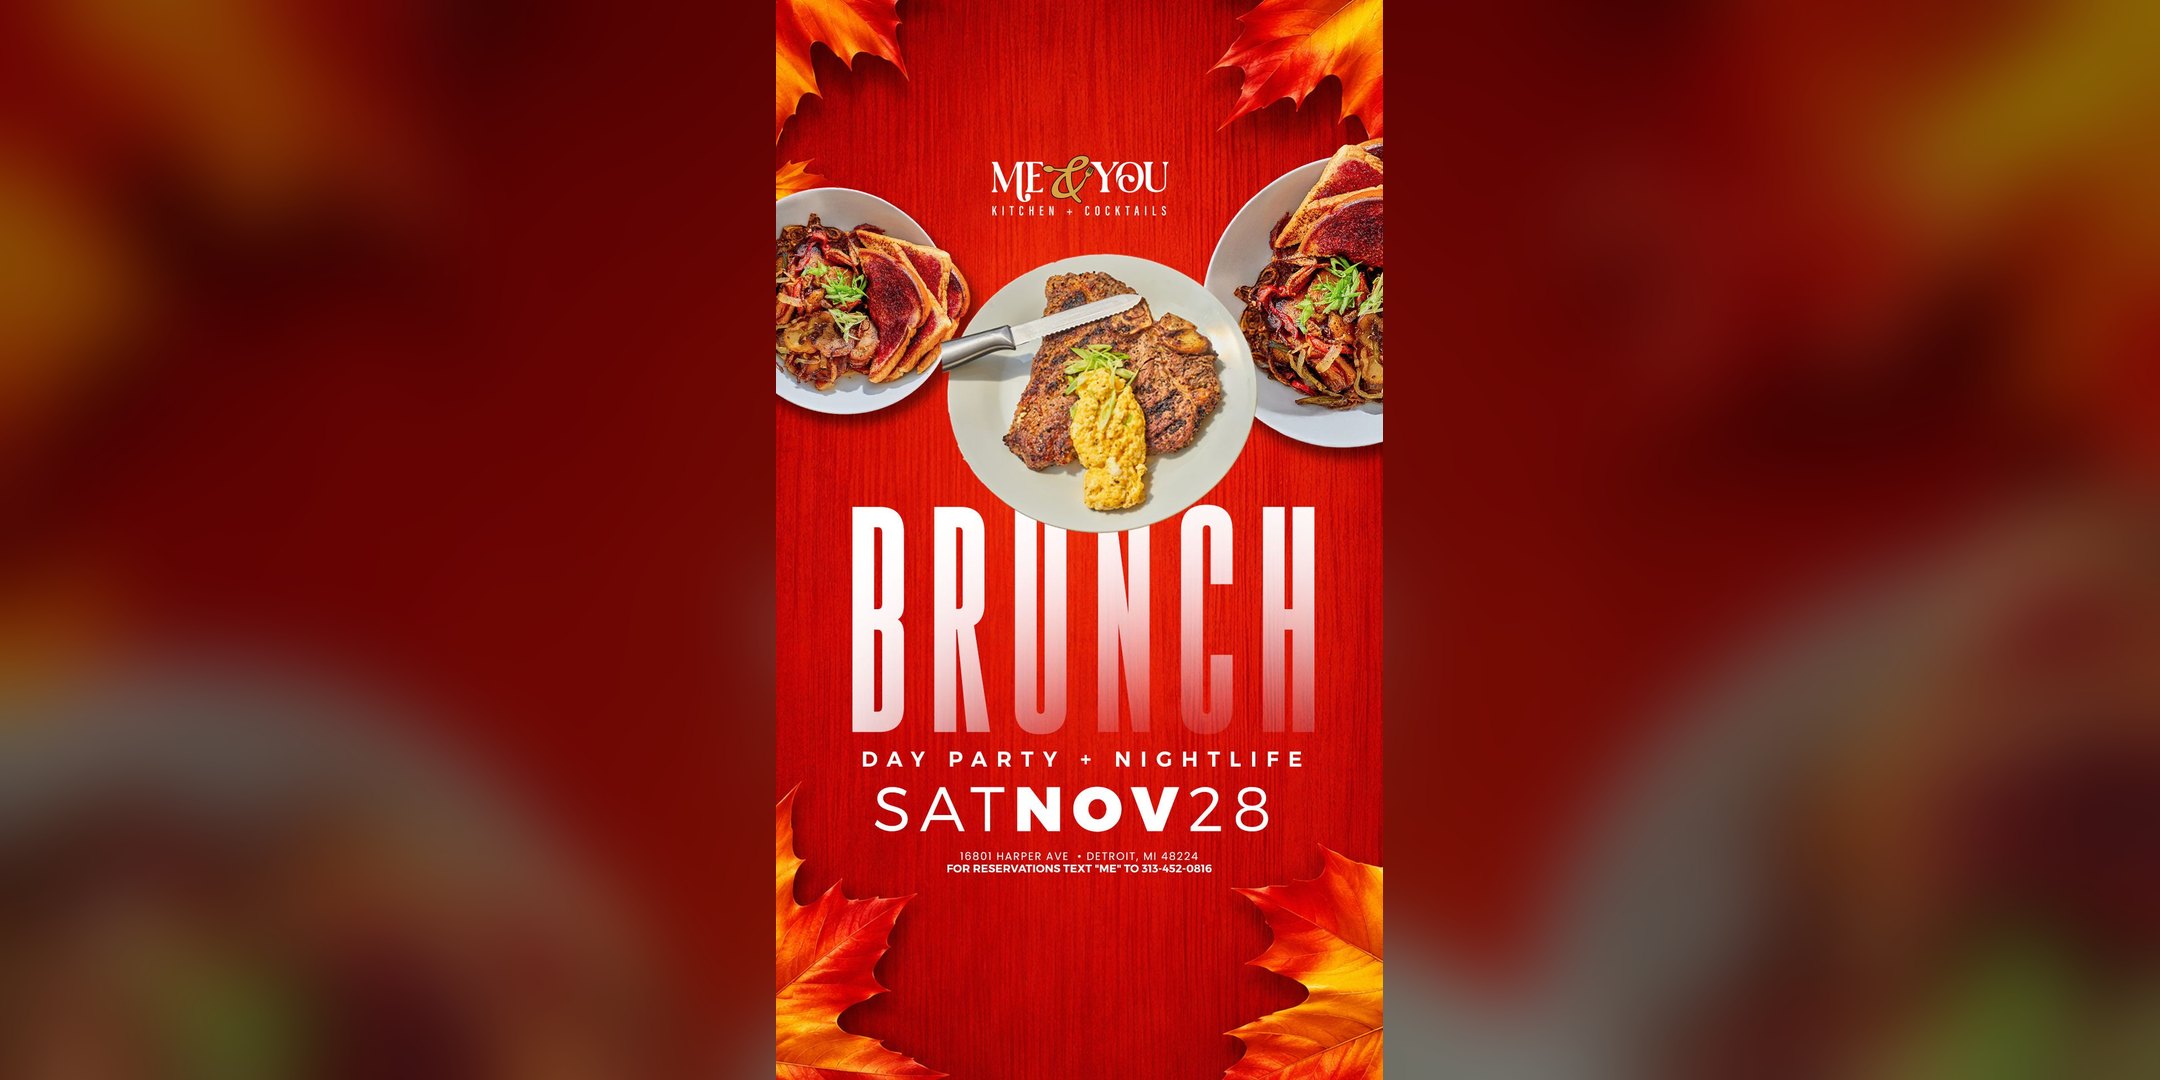 ME & YOU
KITCHEN + COCKTAILS
BRUNCH
DAY PARTY + NIGHTLIFE
SATNOV28
16801 HARPER AVE • DETROIT, MI 48224
FOR RESERVATIONS TEXT "ME" TO 313-452-0816